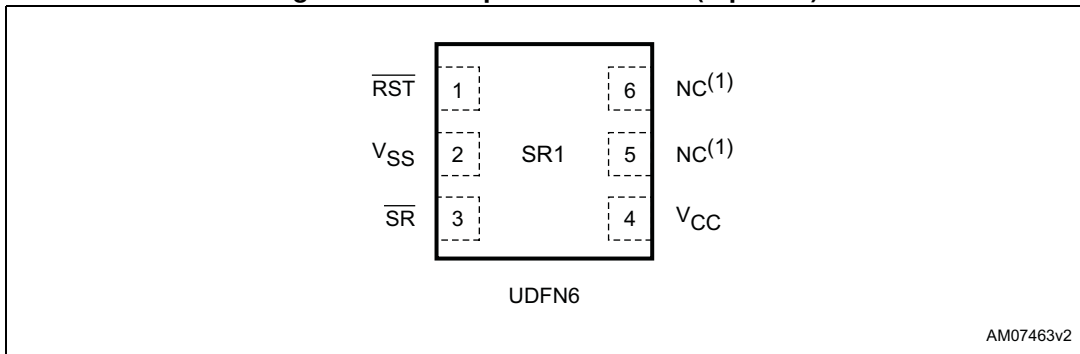 RST 1 6 NC(1)
VSS 2 SR1 5 NC(1)
SR 3 4 VCC
UDFN6
AM07463v2